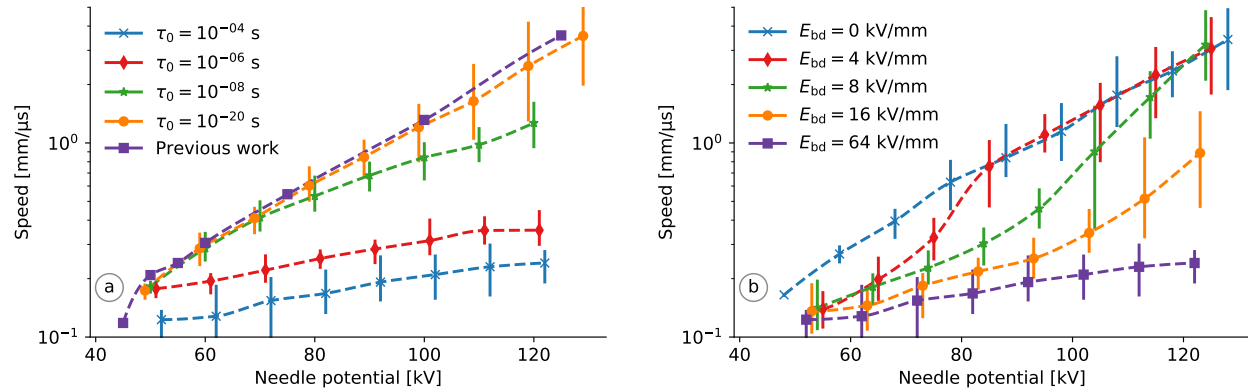 τ₀ = 10⁻⁰⁴ s
τ₀ = 10⁻⁰⁶ s
τ₀ = 10⁻⁰⁸ s
τ₀ = 10⁻²⁰ s
Previous work
Speed [mm/µs]
10⁰
10⁻¹
a
40 60 80 100 120
Needle potential [kV]
E_bd = 0 kV/mm
E_bd = 4 kV/mm
E_bd = 8 kV/mm
E_bd = 16 kV/mm
E_bd = 64 kV/mm
Speed [mm/µs]
10⁰
10⁻¹
b
40 60 80 100 120
Needle potential [kV]